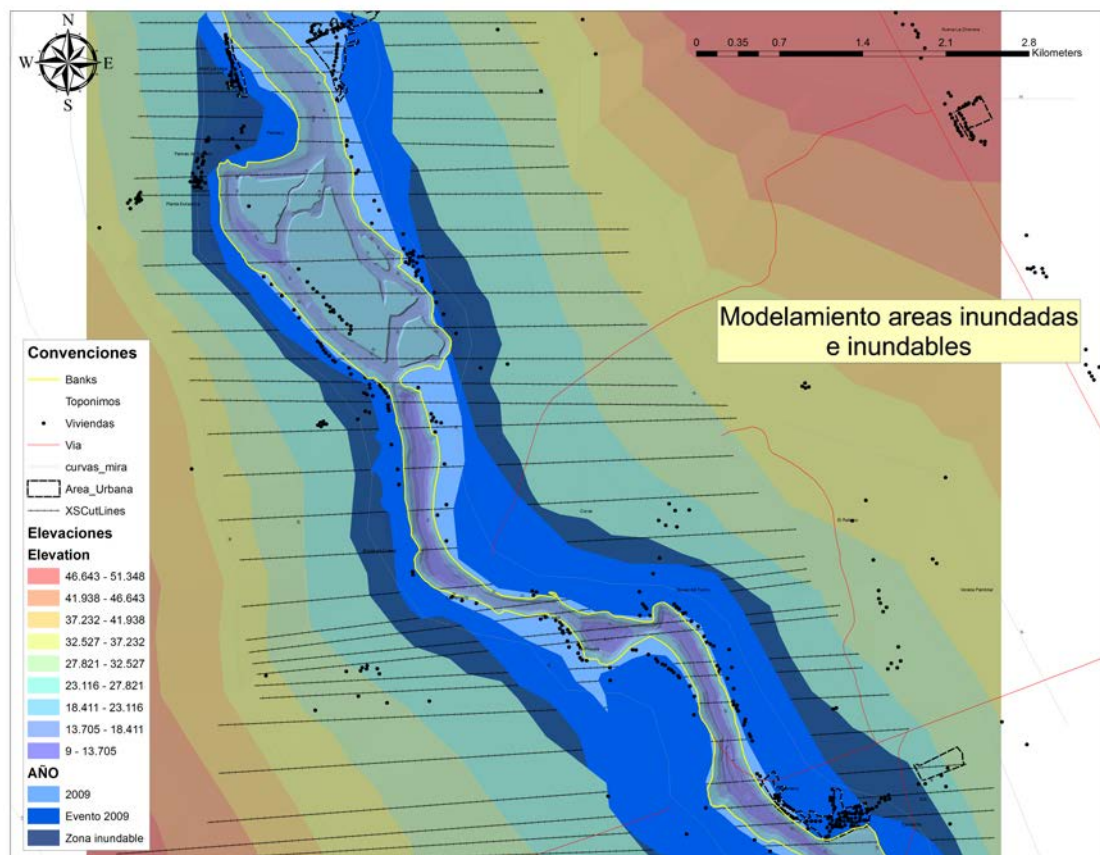 N
W
E
S
0
0.35
0.7
1.4
2.1
2.8
Kilometers
Modelamiento areas inundadas
e inundables
Convenciones
Banks
Toponimos
Viviendas
Via
curvas_mira
Area_Urbana
XSCutLines
Elevaciones
Elevation
46.643 - 51.348
41.938 - 46.643
37.232 - 41.938
32.527 - 37.232
27.821 - 32.527
23.116 - 27.821
18.411 - 23.116
13.705 - 18.411
9 - 13.705
AÑO
2009
Evento 2009
Zona inundable